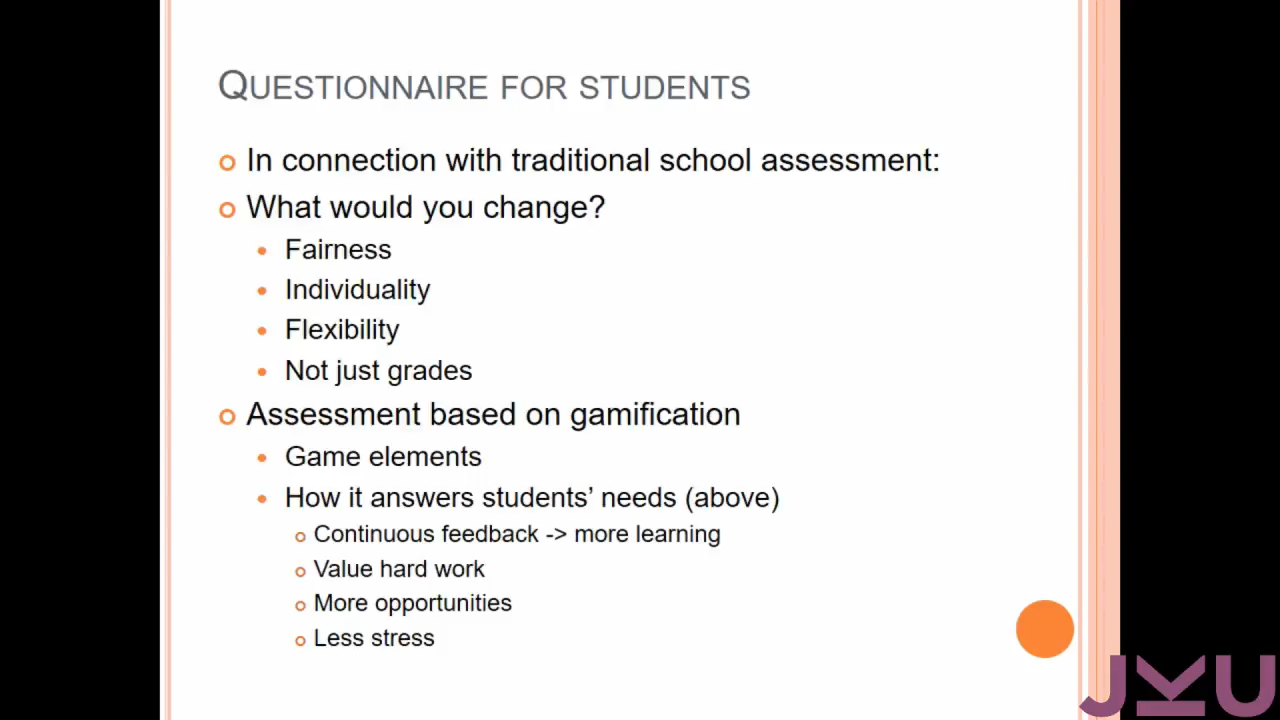 QUESTIONNAIRE FOR STUDENTS
In connection with traditional school assessment:
What would you change?
Fairness
Individuality
Flexibility
Not just grades
Assessment based on gamification
Game elements
How it answers students’ needs (above)
Continuous feedback -> more learning
Value hard work
More opportunities
Less stress
JKU